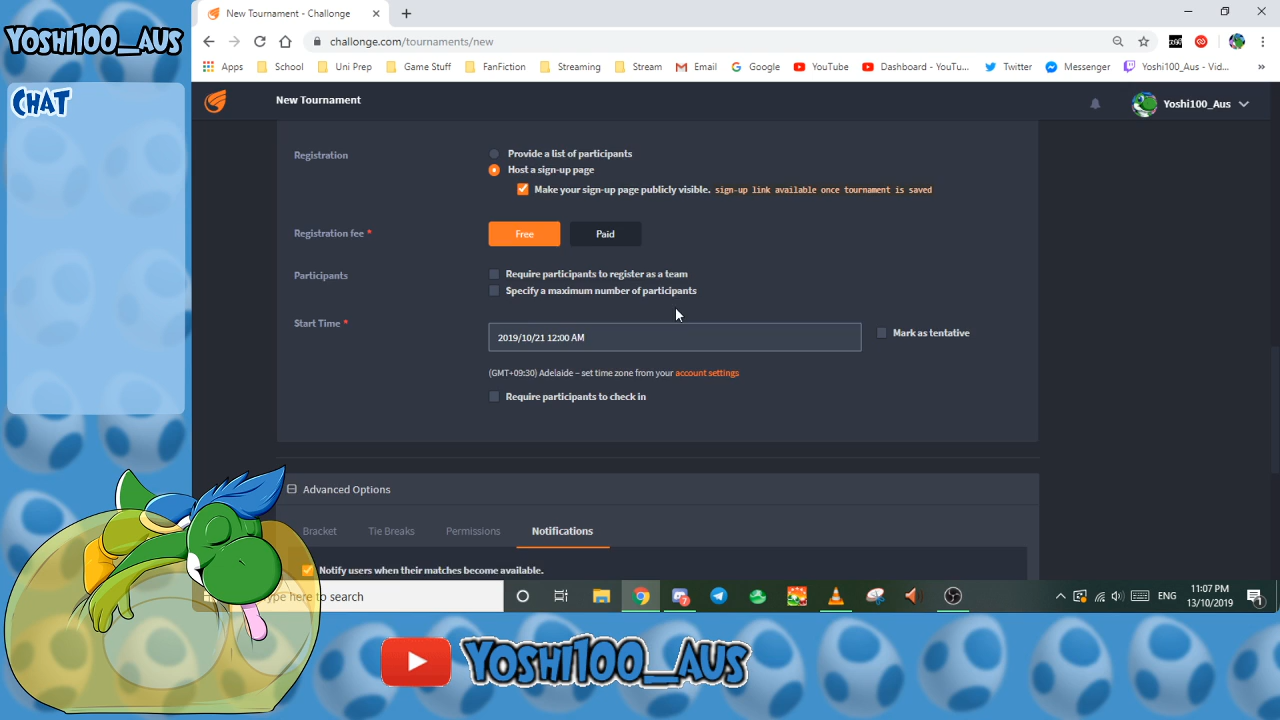 Yoshi100_Aus
Chat
New Tournament - Challonge
challonge.com/tournaments/new
Apps School Uni Prep Game Stuff FanFiction Streaming Stream Email Google YouTube Dashboard - YouTu... Twitter Messenger Yoshi100_Aus - Vid... »
New Tournament
Yoshi100_Aus
Registration
Provide a list of participants
Host a sign-up page
Make your sign-up page publicly visible. sign-up link available once tournament is saved
Registration fee *
Free Paid
Participants
Require participants to register as a team
Specify a maximum number of participants
Start Time *
2019/10/21 12:00 AM
Mark as tentative
(GMT+09:30) Adelaide – set time zone from your account settings
Require participants to check in
Advanced Options
Bracket Tie Breaks Permissions Notifications
Notify users when their matches become available.
here to search
ENG
11:07 PM
13/10/2019
Yoshi100_Aus